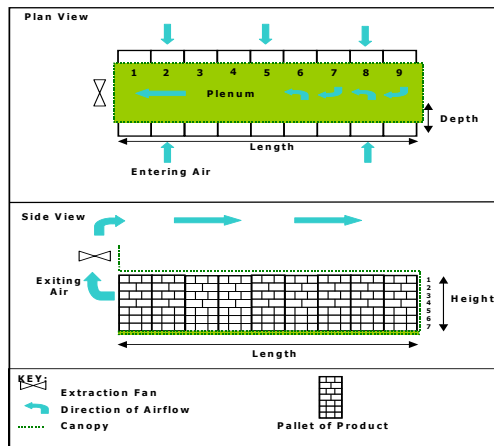 Plan View
1 2 3 4 5 6 7 8 9
Plenum
Depth
Length
Entering Air
Side View
Exiting
Air
1
2
3
4
5
6
7
Height
Length
KEY:
Extraction Fan
Direction of Airflow
Canopy
Pallet of Product